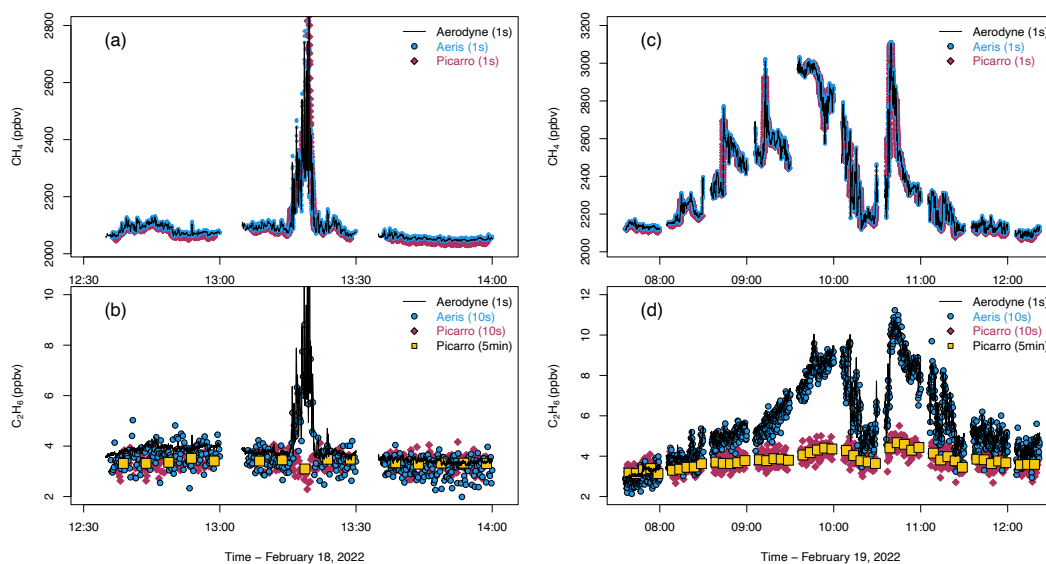 (a)
Aerodyne (1s)
Aeris (1s)
Picarro (1s)
CH4 (ppbv)
2800
2600
2400
2200
2000
12:30
13:00
13:30
14:00
(c)
Aerodyne (1s)
Aeris (1s)
Picarro (1s)
CH4 (ppbv)
3200
3000
2800
2600
2400
2200
2000
08:00
09:00
10:00
11:00
12:00
(b)
Aerodyne (1s)
Aeris (10s)
Picarro (10s)
Picarro (5min)
C2H6 (ppbv)
10
8
6
4
2
12:30
13:00
13:30
14:00
Time − February 18, 2022
(d)
Aerodyne (1s)
Aeris (10s)
Picarro (10s)
Picarro (5min)
C2H6 (ppbv)
12
10
8
6
4
2
08:00
09:00
10:00
11:00
12:00
Time − February 19, 2022